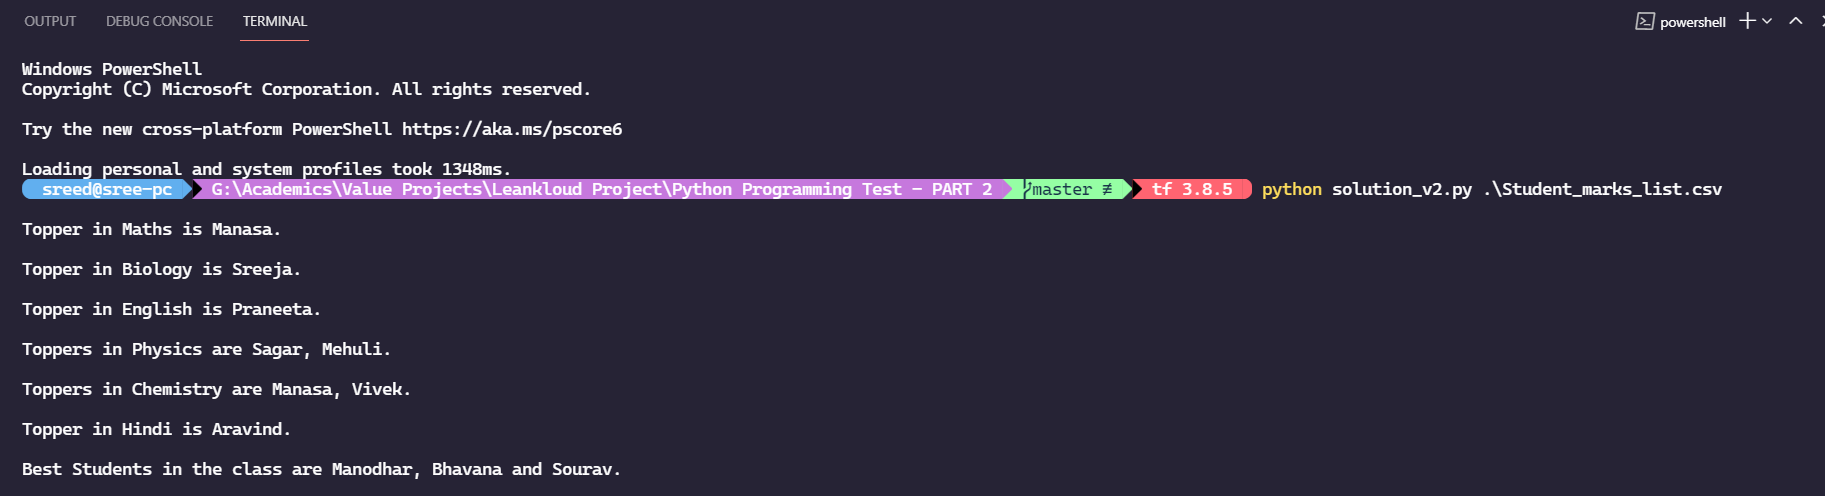 OUTPUT DEBUG CONSOLE TERMINAL powershell
Windows PowerShell
Copyright (C) Microsoft Corporation. All rights reserved.
Try the new cross-platform PowerShell https://aka.ms/pscore6
Loading personal and system profiles took 1348ms.
sreed@sree-pc G:\Academics\Value Projects\Leankloud Project\Python Programming Test - PART 2 master ≢ tf 3.8.5 python solution_v2.py .\Student_marks_list.csv
Topper in Maths is Manasa.
Topper in Biology is Sreeja.
Topper in English is Praneeta.
Toppers in Physics are Sagar, Mehuli.
Toppers in Chemistry are Manasa, Vivek.
Topper in Hindi is Aravind.
Best Students in the class are Manodhar, Bhavana and Sourav.